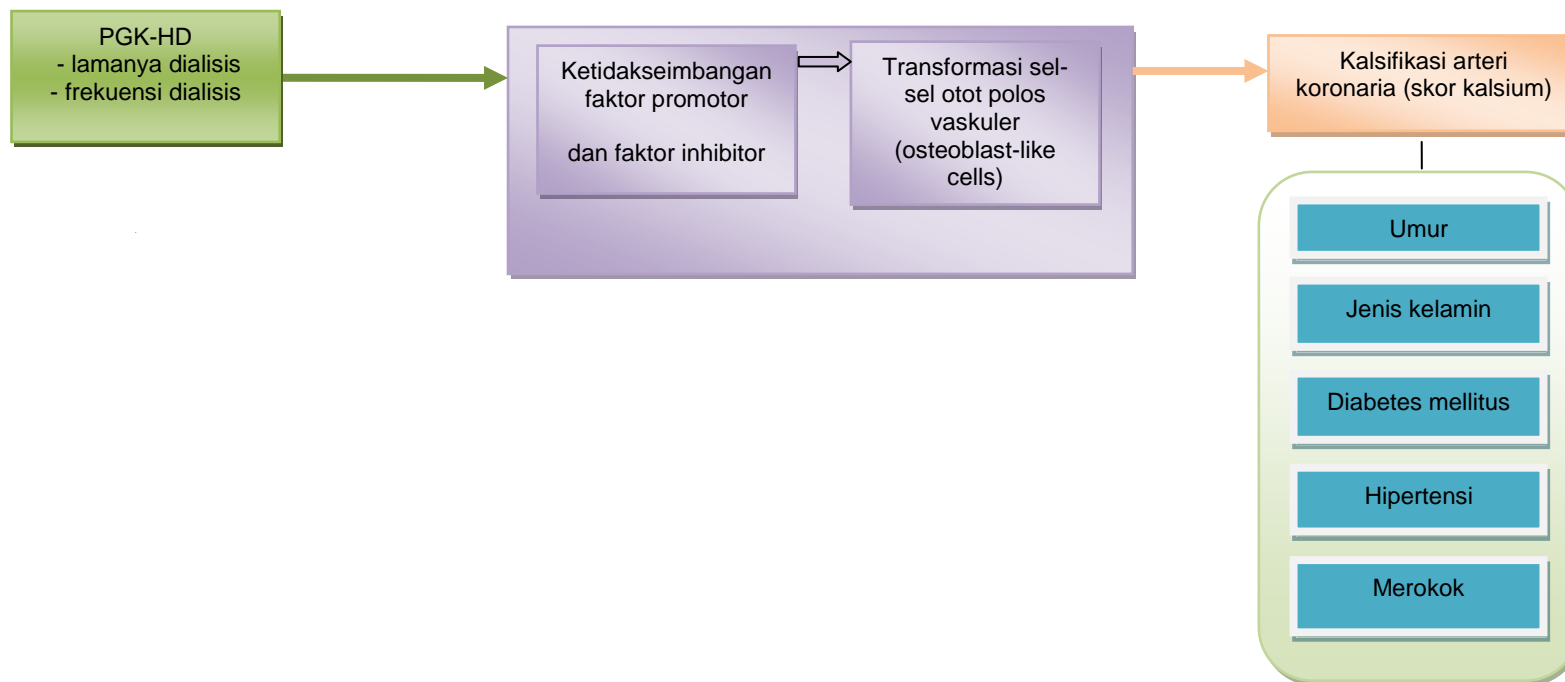 PGK-HD
- lamanya dialisis
- frekuensi dialisis
Ketidakseimbangan
faktor promotor
dan faktor inhibitor
Transformasi sel-
sel otot polos
vaskuler
(osteoblast-like
cells)
Kalsifikasi arteri
koronaria (skor kalsium)
Umur
Jenis kelamin
Diabetes mellitus
Hipertensi
Merokok